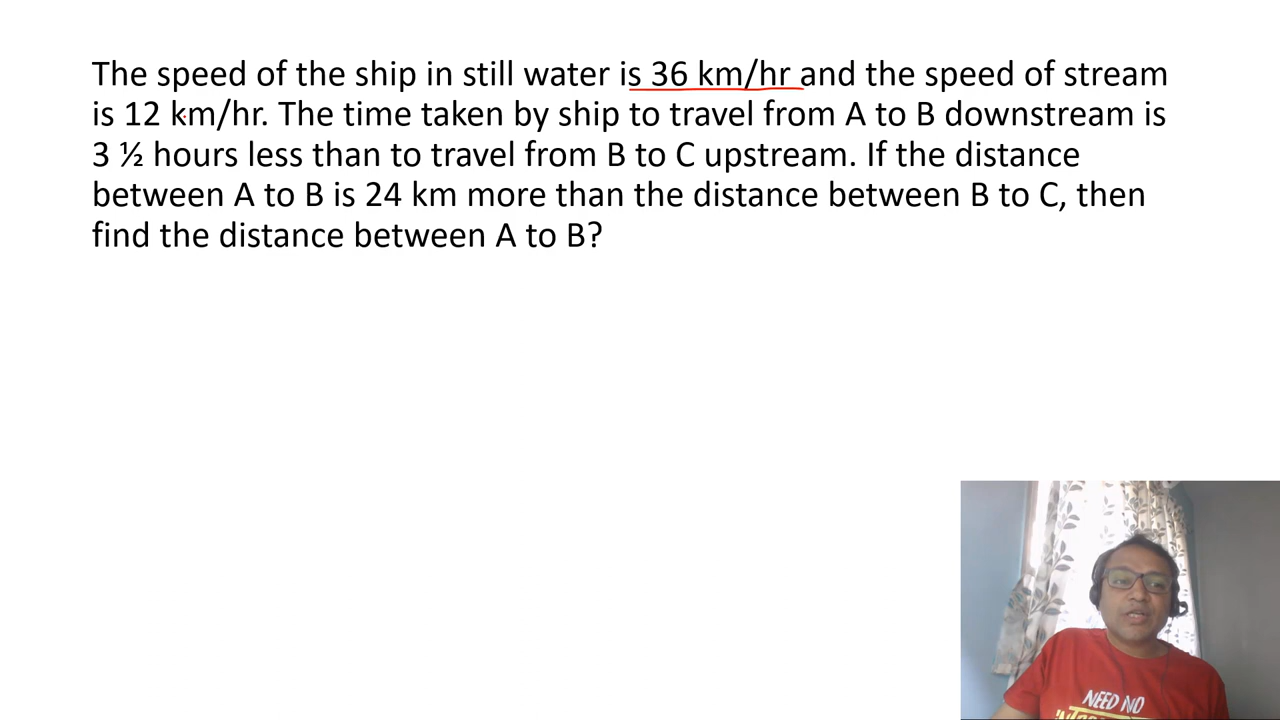 The speed of the ship in still water is 36 km/hr and the speed of stream
is 12 km/hr. The time taken by ship to travel from A to B downstream is
3 ½ hours less than to travel from B to C upstream. If the distance
between A to B is 24 km more than the distance between B to C, then
find the distance between A to B?
NEED NO